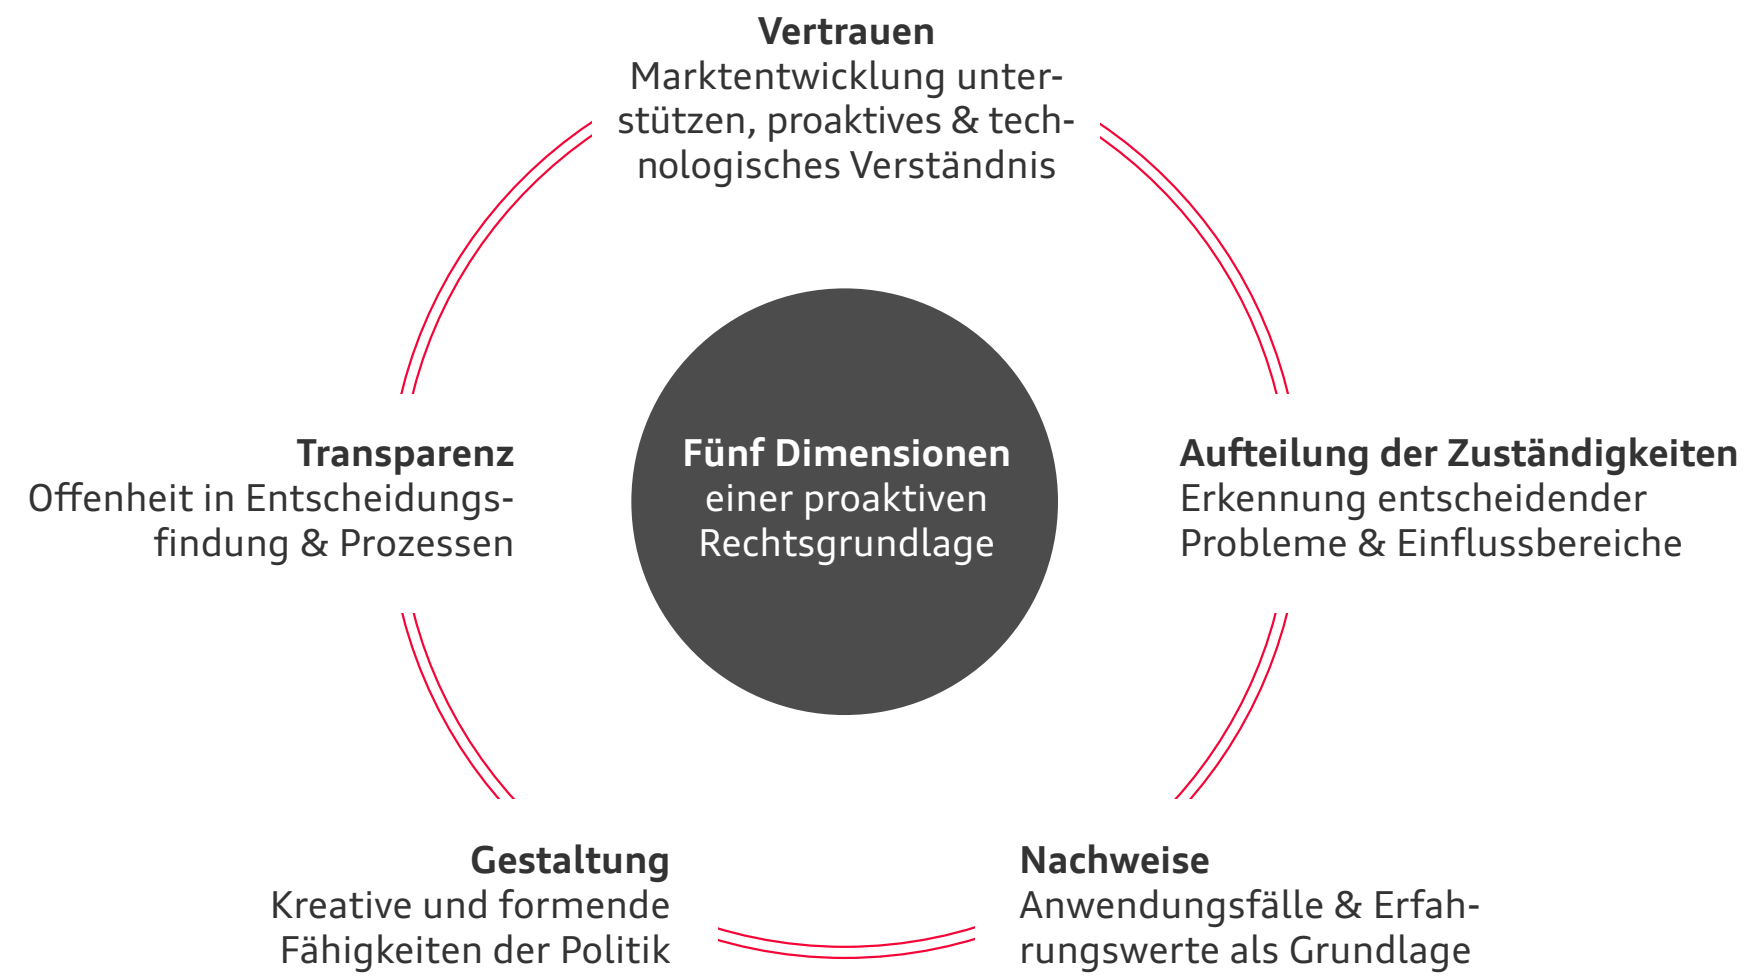 Vertrauen
Marktentwicklung unter-
stützen, proaktives & tech-
nologisches Verständnis
Transparenz
Offenheit in Entscheidungs-
findung & Prozessen
Fünf Dimensionen
einer proaktiven
Rechtsgrundlage
Aufteilung der Zuständigkeiten
Erkennung entscheidender
Probleme & Einflussbereiche
Gestaltung
Kreative und formende
Fähigkeiten der Politik
Nachweise
Anwendungsfälle & Erfah-
rungswerte als Grundlage